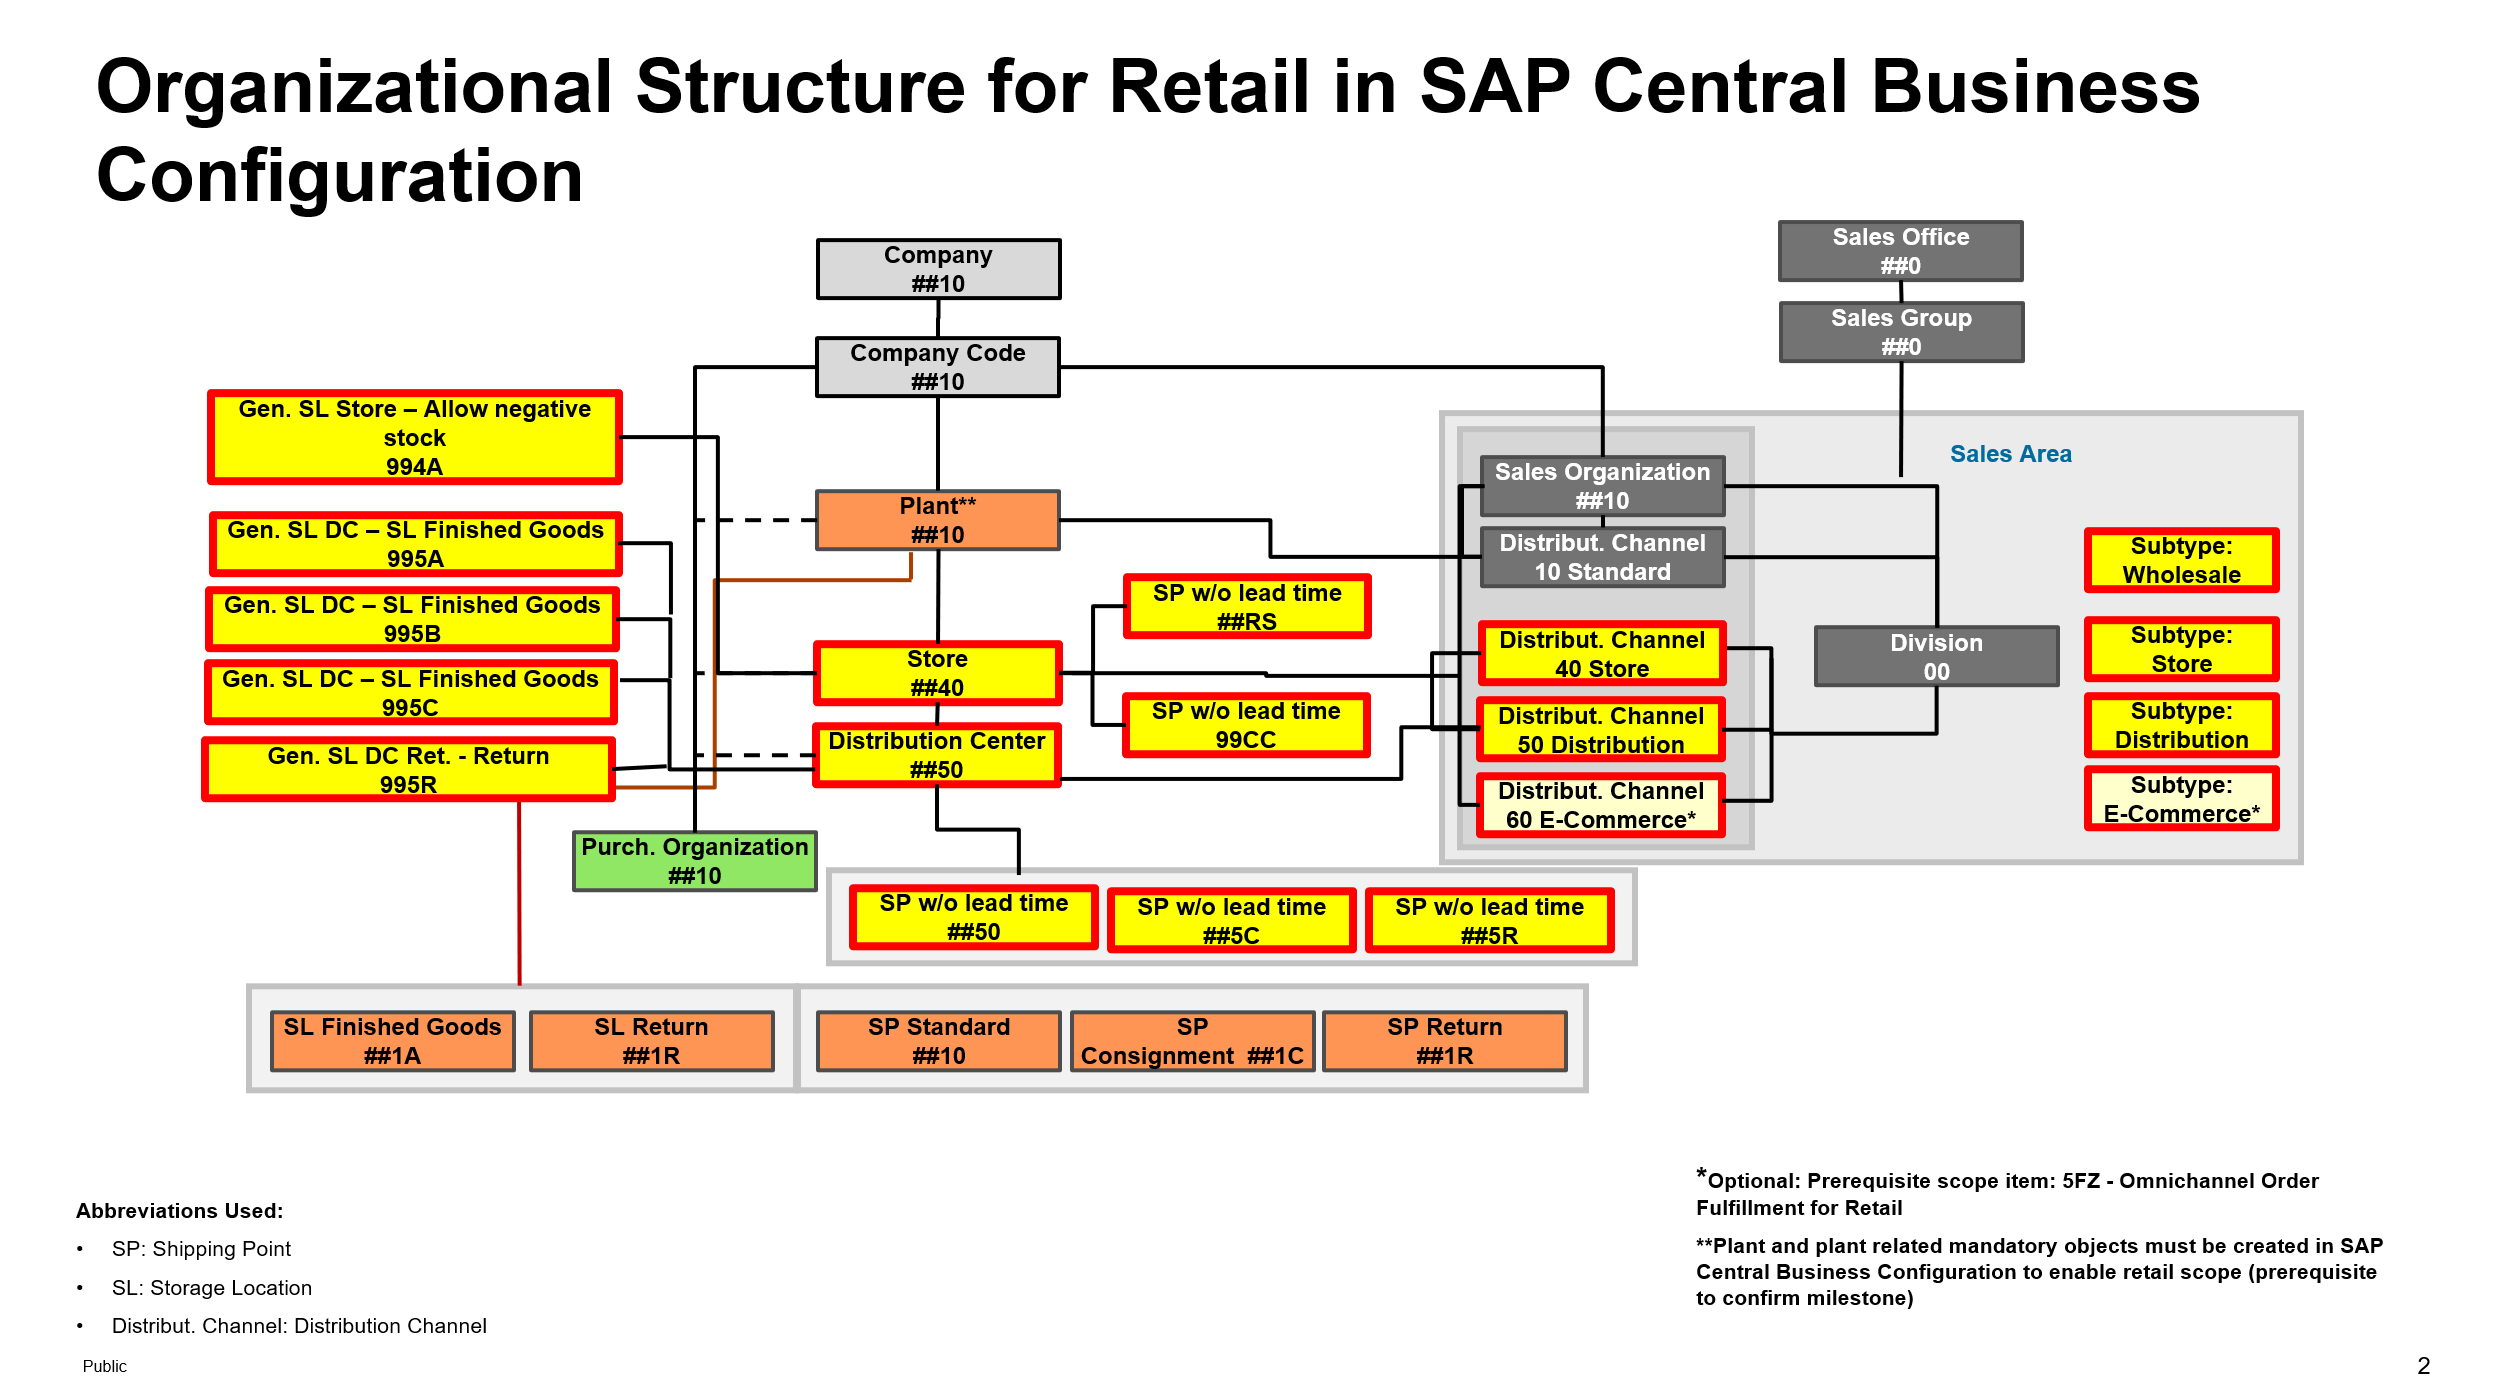 Organizational Structure for Retail in SAP Central Business
Configuration
Company
##10
Sales Office
##0
Sales Group
##0
Company Code
##10
Gen. SL Store – Allow negative
stock
994A
Sales Area
Sales Organization
##10
Plant**
##10
Gen. SL DC – SL Finished Goods
995A
Distribut. Channel
10 Standard
Subtype:
Wholesale
SP w/o lead time
##RS
Gen. SL DC – SL Finished Goods
995B
Distribut. Channel
40 Store
Division
00
Subtype:
Store
Store
##40
Gen. SL DC – SL Finished Goods
995C
SP w/o lead time
99CC
Distribut. Channel
50 Distribution
Subtype:
Distribution
Distribution Center
##50
Gen. SL DC Ret. - Return
995R
Distribut. Channel
60 E-Commerce*
Subtype:
E-Commerce*
Purch. Organization
##10
SP w/o lead time
##50
SP w/o lead time
##5C
SP w/o lead time
##5R
SL Finished Goods
##1A
SL Return
##1R
SP Standard
##10
SP
Consignment  ##1C
SP Return
##1R
*Optional: Prerequisite scope item: 5FZ - Omnichannel Order
Fulfillment for Retail
**Plant and plant related mandatory objects must be created in SAP
Central Business Configuration to enable retail scope (prerequisite
to confirm milestone)
Abbreviations Used:
• SP: Shipping Point
• SL: Storage Location
• Distribut. Channel: Distribution Channel
Public
2